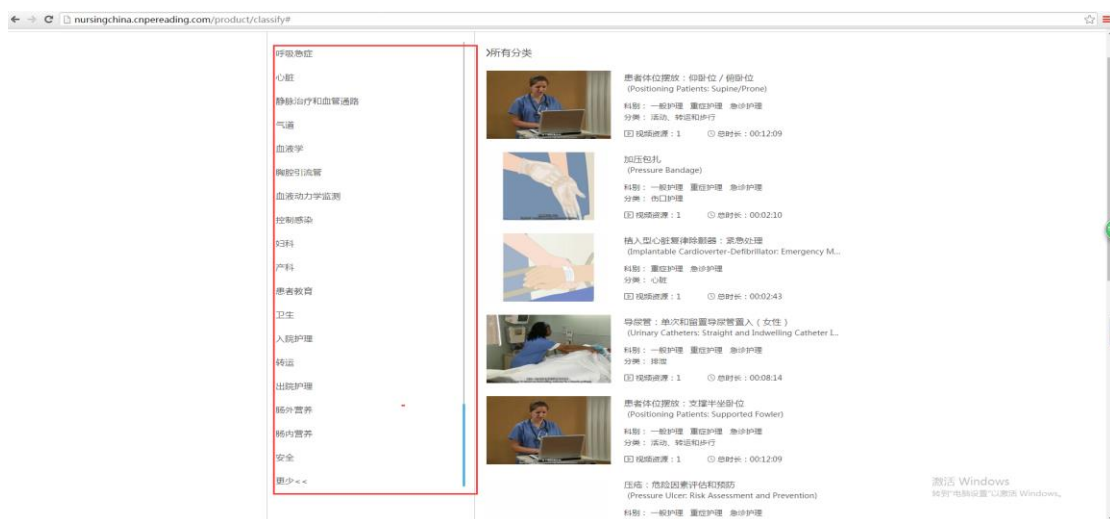 nursingchina.cnpereading.com/product/classify#
呼吸急症
心脏
静脉治疗和血管通路
气道
血液学
胸腔引流管
血液动力学监测
控制感染
妇科
产科
患者教育
卫生
入院护理
转运
出院护理
肠外营养
肠内营养
安全
更少<<
>所有分类
患者体位摆放：仰卧位 / 俯卧位
(Positioning Patients: Supine/Prone)
科别： 一般护理 重症护理 急诊护理
分类： 活动、转运和步行
视频资源：1 总时长：00:12:09
加压包扎
(Pressure Bandage)
科别： 一般护理 重症护理 急诊护理
分类： 伤口护理
视频资源：1 总时长：00:02:10
植入型心脏复律除颤器：紧急处理
(Implantable Cardioverter-Defibrillator: Emergency M...
科别： 重症护理 急诊护理
分类： 心脏
视频资源：1 总时长：00:02:43
导尿管：单次和留置导尿管置入（女性）
(Urinary Catheters: Straight and Indwelling Catheter I...
科别： 一般护理 重症护理 急诊护理
分类： 排泄
视频资源：1 总时长：00:08:14
患者体位摆放：支撑半坐卧位
(Positioning Patients: Supported Fowler)
科别： 一般护理 重症护理 急诊护理
分类： 活动、转运和步行
视频资源：1 总时长：00:12:09
压疮：危险因素评估和预防
(Pressure Ulcer: Risk Assessment and Prevention)
科别： 一般护理 重症护理 急诊护理
激活 Windows
转到"电脑设置"以激活 Windows。